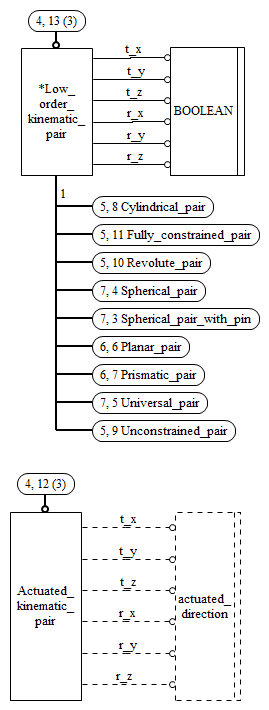 4, 13 (3)
*Low_
order_
kinematic_
pair
t_x
t_y
t_z
r_x
r_y
r_z
BOOLEAN
1
5, 8 Cylindrical_pair
5, 11 Fully_constrained_pair
5, 10 Revolute_pair
7, 4 Spherical_pair
7, 3 Spherical_pair_with_pin
6, 6 Planar_pair
6, 7 Prismatic_pair
7, 5 Universal_pair
5, 9 Unconstrained_pair
4, 12 (3)
Actuated_
kinematic_
pair
t_x
t_y
t_z
r_x
r_y
r_z
actuated_
direction